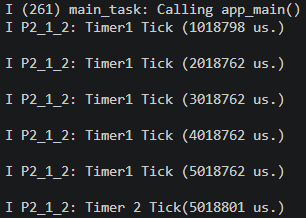 I (261) main_task: Calling app_main()
I P2_1_2: Timer1 Tick (1018798 us.)
I P2_1_2: Timer1 Tick (2018762 us.)
I P2_1_2: Timer1 Tick (3018762 us.)
I P2_1_2: Timer1 Tick (4018762 us.)
I P2_1_2: Timer1 Tick (5018762 us.)
I P2_1_2: Timer 2 Tick(5018801 us.)